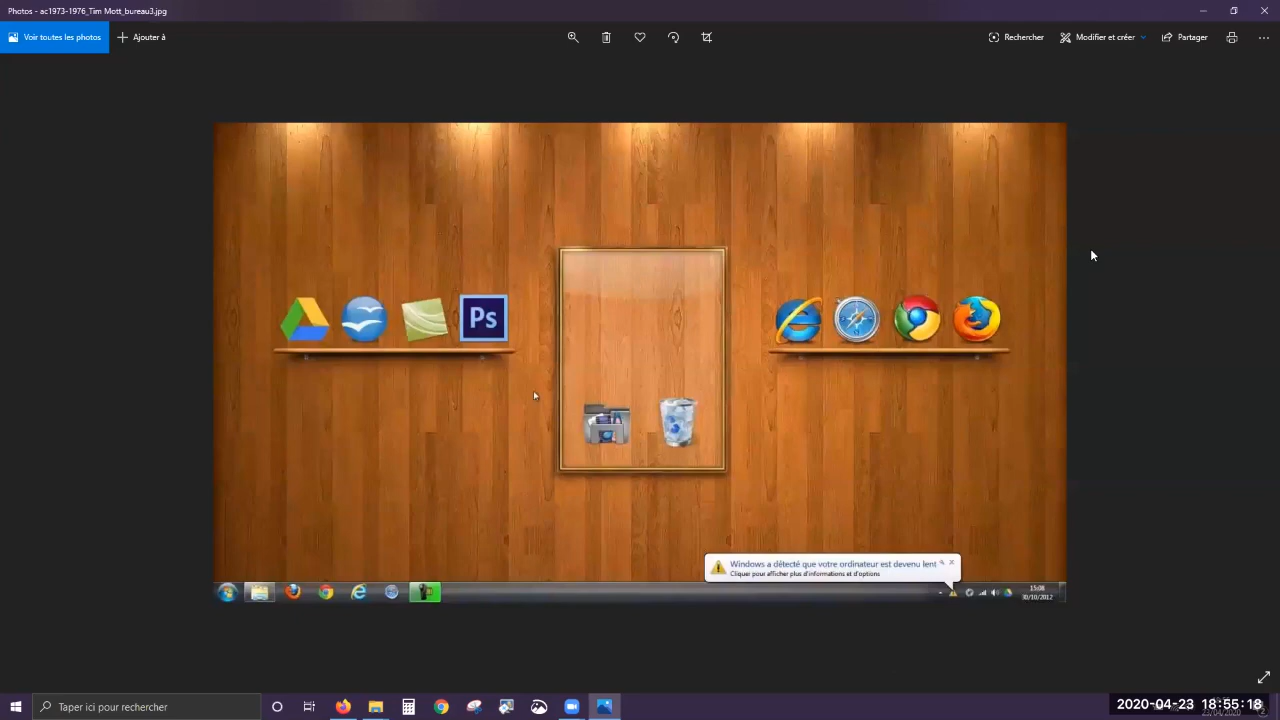 Photos - ac1973-1976_Tim Mott_bureau3.jpg
Voir toutes les photos
Ajouter à
Rechercher
Modifier et créer
Partager
Ps
Windows a détecté que votre ordinateur est devenu lent
Cliquer pour afficher plus d'informations et d'options
15:08
30/10/2012
Taper ici pour rechercher
2020-04-23 18:55:18